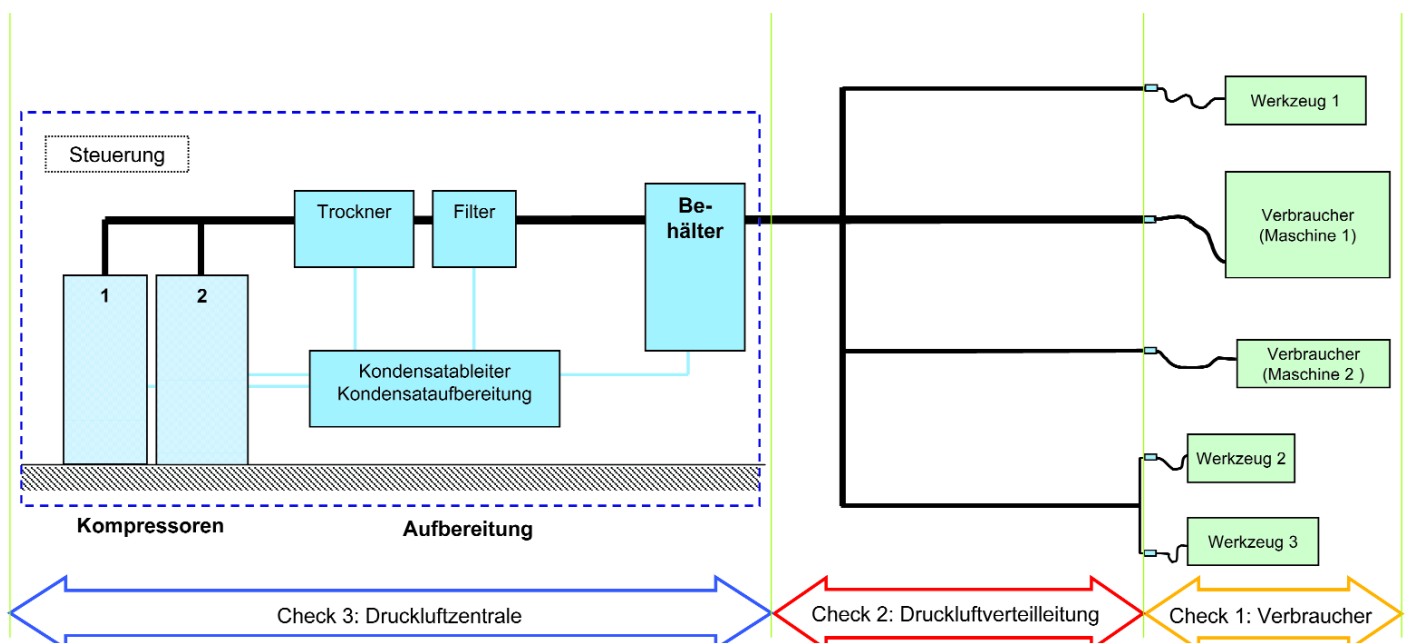 Steuerung
1
2
Trockner
Filter
Be-
hälter
Kondensatableiter
Kondensataufbereitung
Kompressoren
Aufbereitung
Werkzeug 1
Verbraucher
(Maschine 1)
Verbraucher
(Maschine 2 )
Werkzeug 2
Werkzeug 3
Check 3: Druckluftzentrale
Check 2: Druckluftverteilleitung
Check 1: Verbraucher